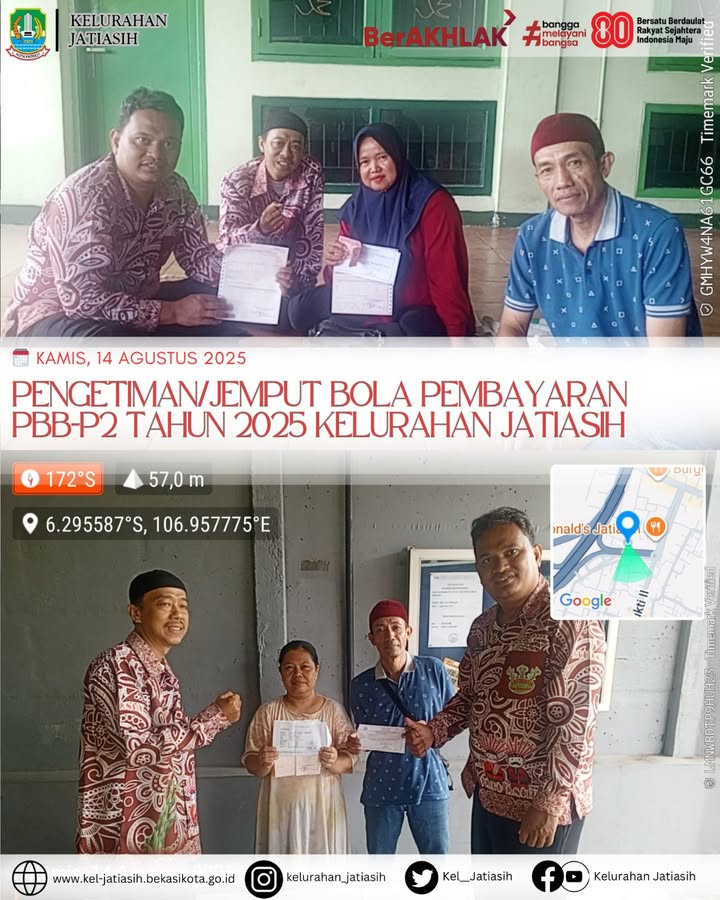 KELURAHAN
JATIASIH
BerAKHLAK
#bangga
melayani
bangsa
80
Bersatu Berdaulat
Rakyat Sejahtera
Indonesia Maju
GMHYW4NA61GC66 Timemark Verified
KAMIS, 14 AGUSTUS 2025
PENGETIMAN/JEMPUT BOLA PEMBAYARAN
PBB-P2 TAHUN 2025 KELURAHAN JATIASIH
172°S
57,0 m
6.295587°S, 106.957775°E
Google
Timemark Verified
www.kel-jatiasih.bekasikota.go.id
kelurahan_jatiasih
Kel__Jatiasih
Kelurahan Jatiasih